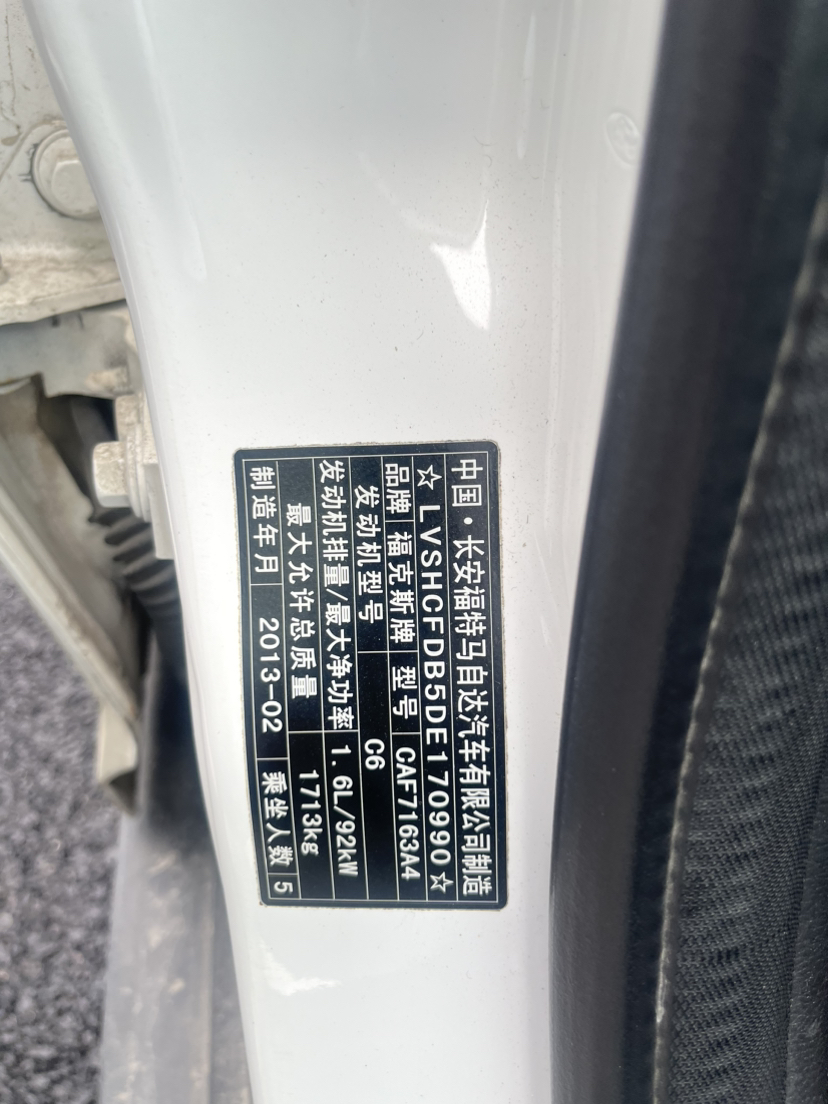 中国·长安福特马自达汽车有限公司制造
☆LVSHCFDB5DE170990☆
品牌 福克斯牌 型号 CAF7163A4
发动机型号 C6
发动机排量/最大净功率 1.6L/92kW
最大允许总质量 1713kg
制造年月 2013-02 乘坐人数 5